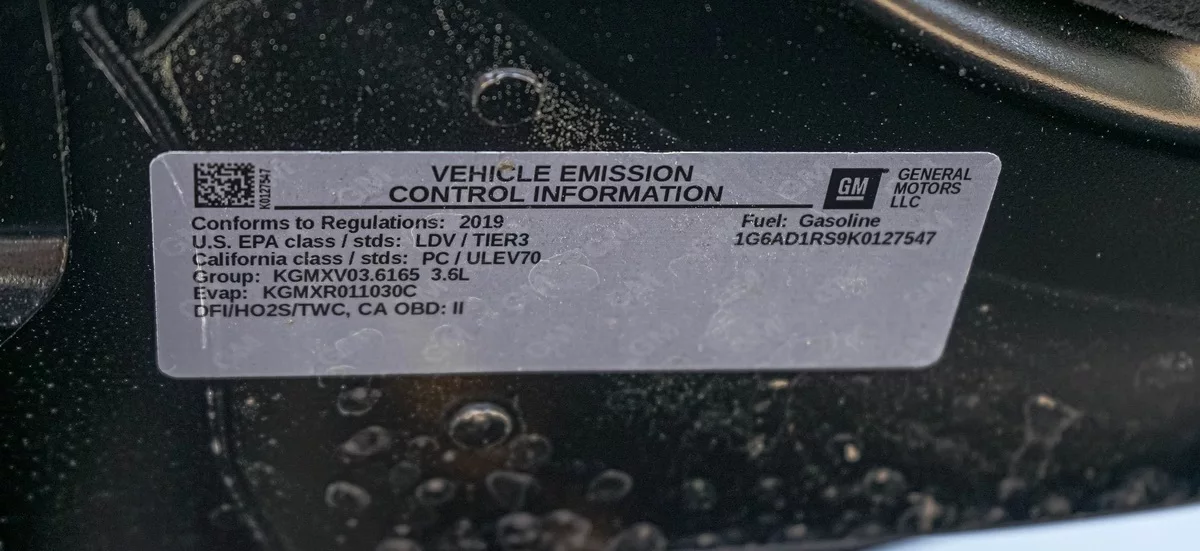 K0127547
VEHICLE EMISSION
CONTROL INFORMATION
GM
GENERAL
MOTORS
LLC
Conforms to Regulations: 2019
U.S. EPA class / stds: LDV / TIER3
California class / stds: PC / ULEV70
Group: KGMXV03.6165 3.6L
Evap: KGMXR011030C
DFI/HO2S/TWC, CA OBD: II
Fuel: Gasoline
1G6AD1RS9K0127547